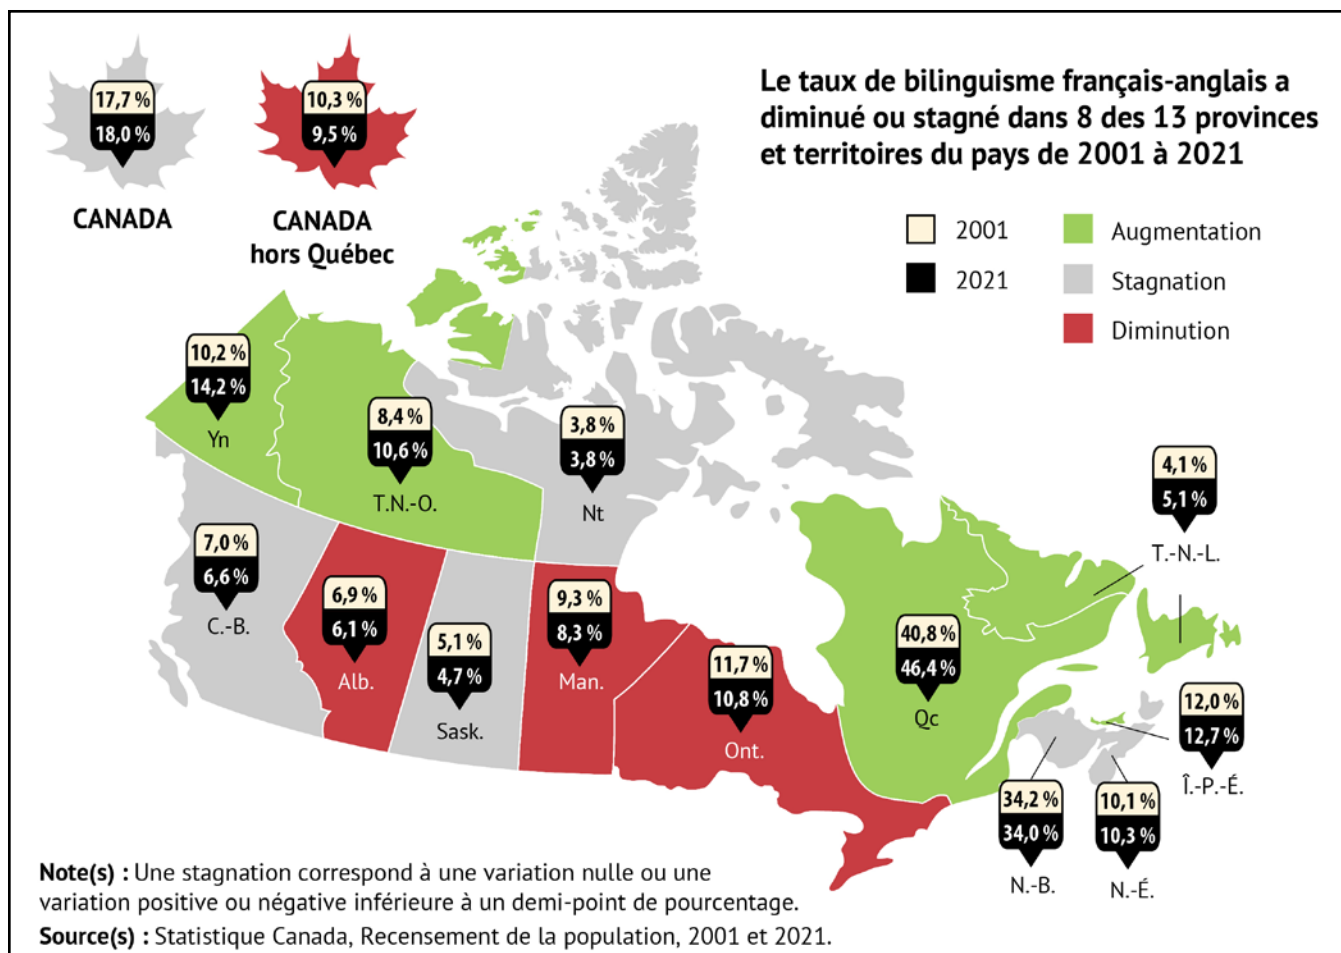 17,7 %
18,0 %
CANADA
10,3 %
9,5 %
CANADA
hors Québec
Le taux de bilinguisme français-anglais a
diminué ou stagné dans 8 des 13 provinces
et territoires du pays de 2001 à 2021
2001
2021
Augmentation
Stagnation
Diminution
10,2 %
14,2 %
Yn
8,4 %
10,6 %
T.N.-O.
3,8 %
3,8 %
Nt
7,0 %
6,6 %
C.-B.
6,9 %
6,1 %
Alb.
5,1 %
4,7 %
Sask.
9,3 %
8,3 %
Man.
11,7 %
10,8 %
Ont.
40,8 %
46,4 %
Qc
4,1 %
5,1 %
T.-N.-L.
12,0 %
12,7 %
Î.-P.-É.
34,2 %
34,0 %
N.-B.
10,1 %
10,3 %
N.-É.
Note(s) : Une stagnation correspond à une variation nulle ou une
variation positive ou négative inférieure à un demi-point de pourcentage.
Source(s) : Statistique Canada, Recensement de la population, 2001 et 2021.